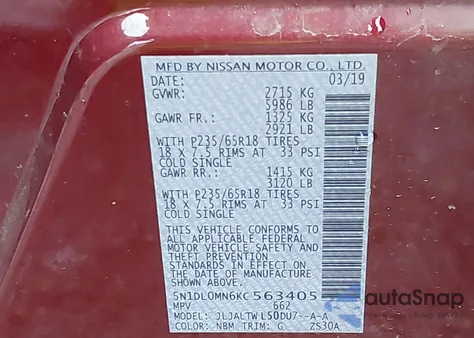 MFD BY NISSAN MOTOR CO., LTD.
DATE: 03/19
GVWR: 2715 KG
5986 LB
GAWR FR.: 1325 KG
2921 LB
WITH P235/65R18 TIRES
18 X 7.5 RIMS AT 33 PSI
COLD SINGLE
GAWR RR.: 1415 KG
3120 LB
WITH P235/65R18 TIRES
18 X 7.5 RIMS AT 33 PSI
COLD SINGLE
THIS VEHICLE CONFORMS TO
ALL APPLICABLE FEDERAL
MOTOR VEHICLE SAFETY AND
THEFT PREVENTION
STANDARDS IN EFFECT ON
THE DATE OF MANUFACTURE
SHOWN ABOVE.
5N1DL0MN6KC563405
MPV 662
MODEL: JLJALTWL50DU7--A-A
COLOR: NBM TRIM: G ZS30A
autaSnap